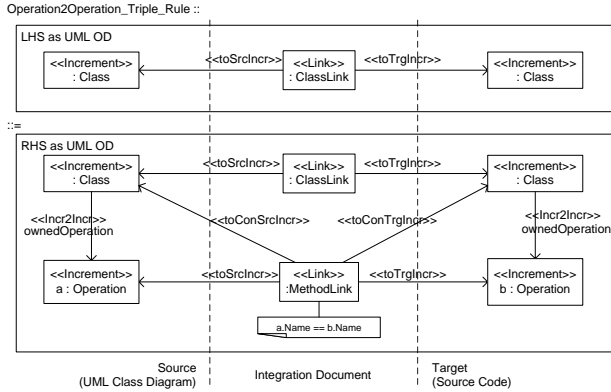 Operation2Operation_Triple_Rule ::
LHS as UML OD
<<Increment>> <<toSrcIncr>> <<Link>> <<toTrgIncr>> <<Increment>>
: Class : ClassLink : Class
::=
RHS as UML OD
<<Increment>> <<toSrcIncr>> <<Link>> <<toTrgIncr>> <<Increment>>
: Class : ClassLink : Class
<<Incr2Incr>> <<toConSrcIncr>> <<toConTrgIncr>> <<Incr2Incr>>
ownedOperation ownedOperation
<<Increment>> <<toSrcIncr>> <<Link>> <<toTrgIncr>> <<Increment>>
a : Operation :MethodLink b : Operation
a.Name == b.Name
Source Integration Document Target
(UML Class Diagram) (Source Code)